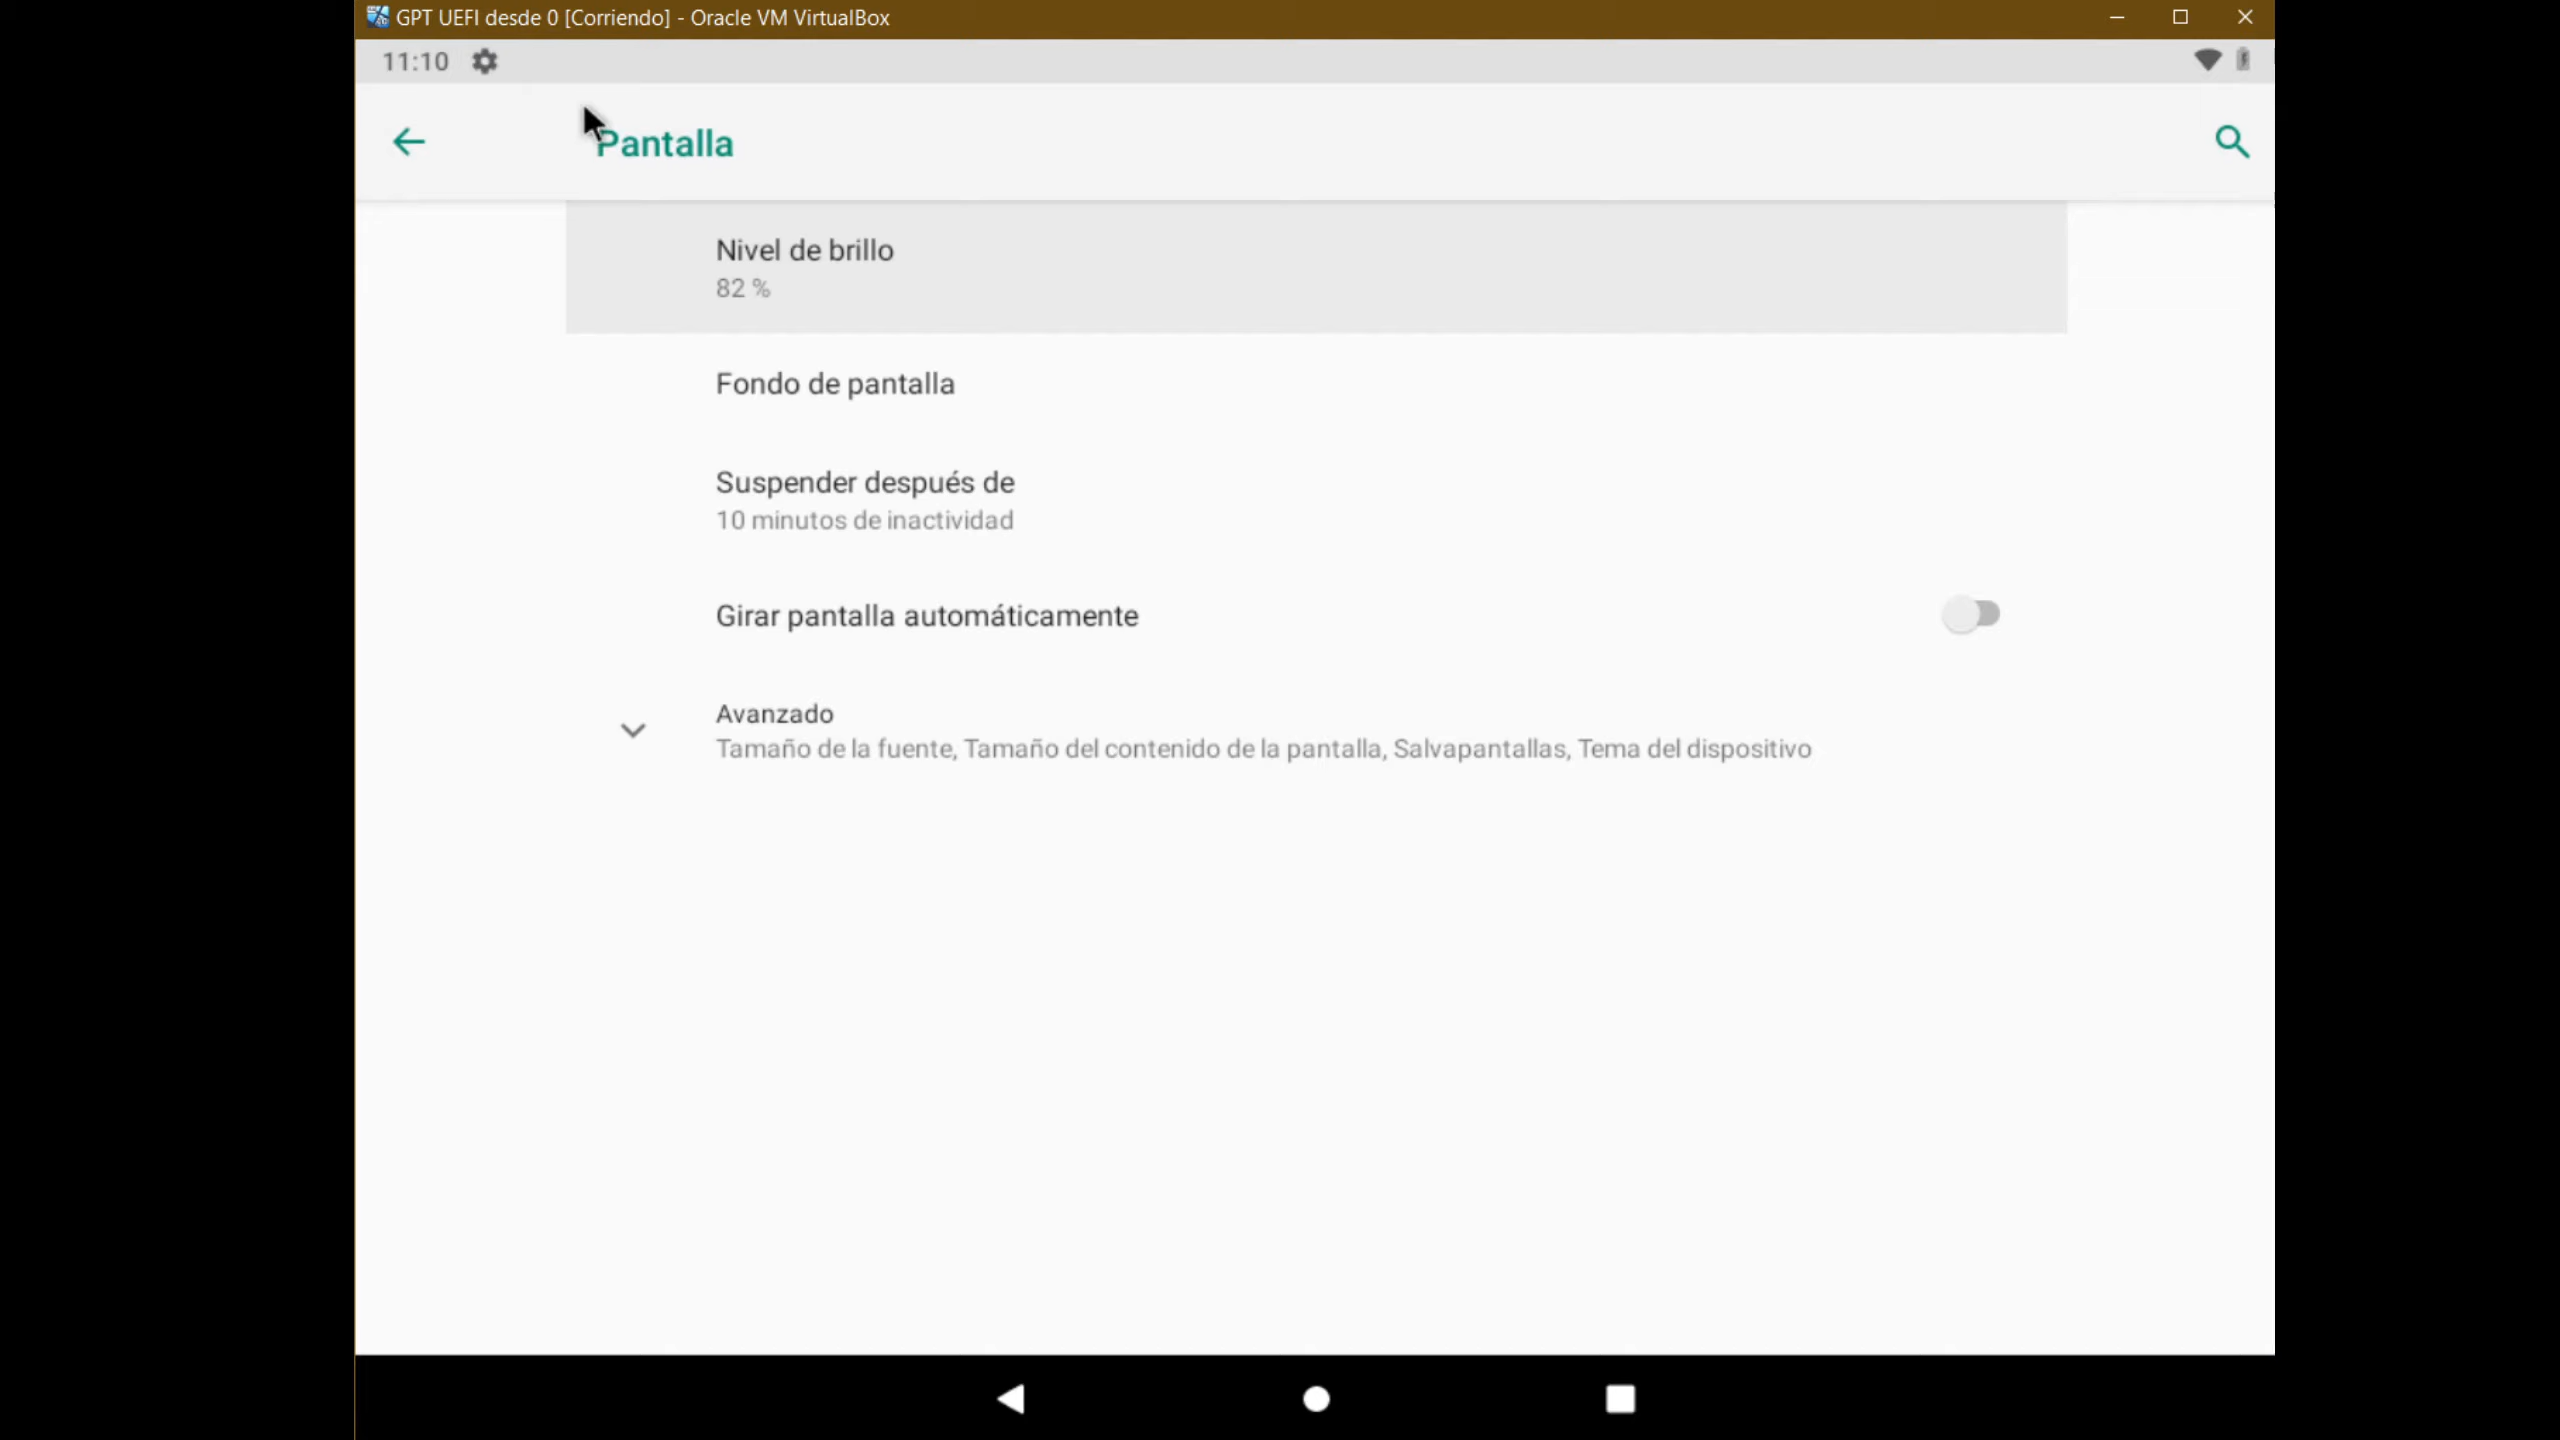 GPT UEFI desde 0 [Corriendo] - Oracle VM VirtualBox
11:10
Pantalla
Nivel de brillo
82 %
Fondo de pantalla
Suspender después de
10 minutos de inactividad
Girar pantalla automáticamente
Avanzado
Tamaño de la fuente, Tamaño del contenido de la pantalla, Salvapantallas, Tema del dispositivo